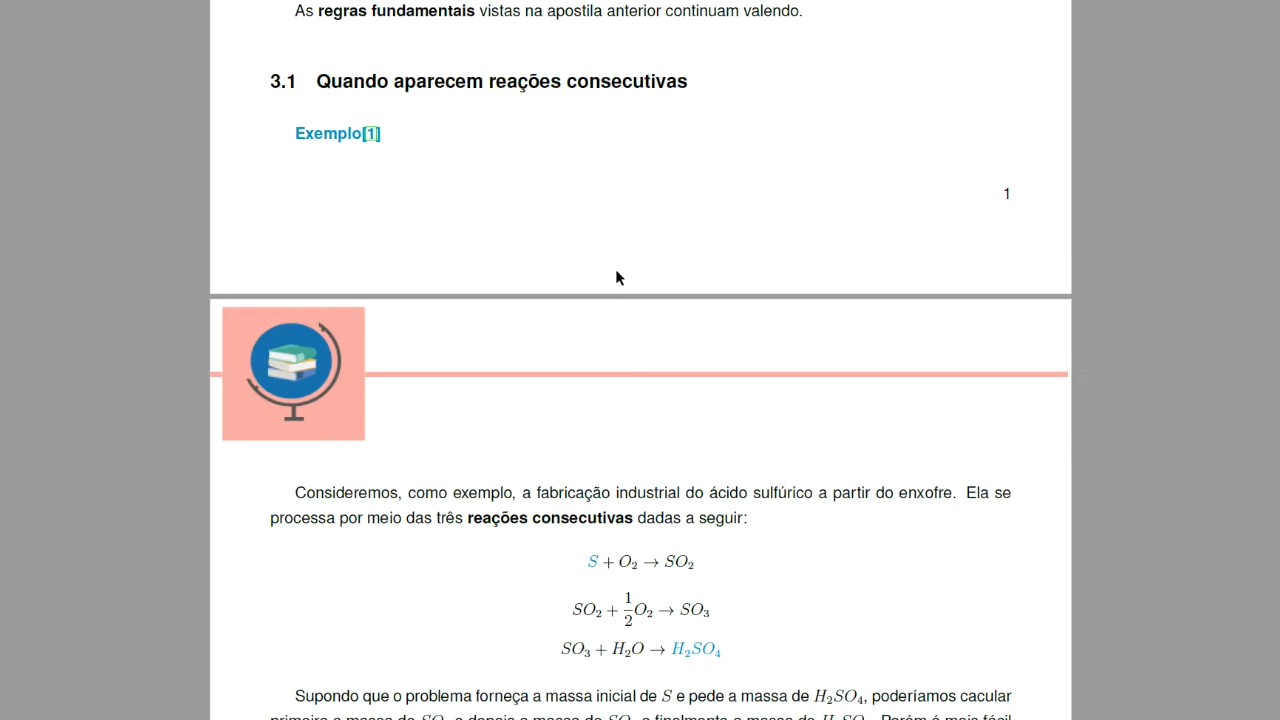 As regras fundamentais vistas na apostila anterior continuam valendo.
3.1 Quando aparecem reações consecutivas
Exemplo[1]
1
Consideremos, como exemplo, a fabricação industrial do ácido sulfúrico a partir do enxofre. Ela se
processa por meio das três reações consecutivas dadas a seguir:
S + O₂ → SO₂
SO₂ + 1/2 O₂ → SO₃
SO₃ + H₂O → H₂SO₄
Supondo que o problema forneça a massa inicial de S e pede a massa de H₂SO₄, poderíamos cacular